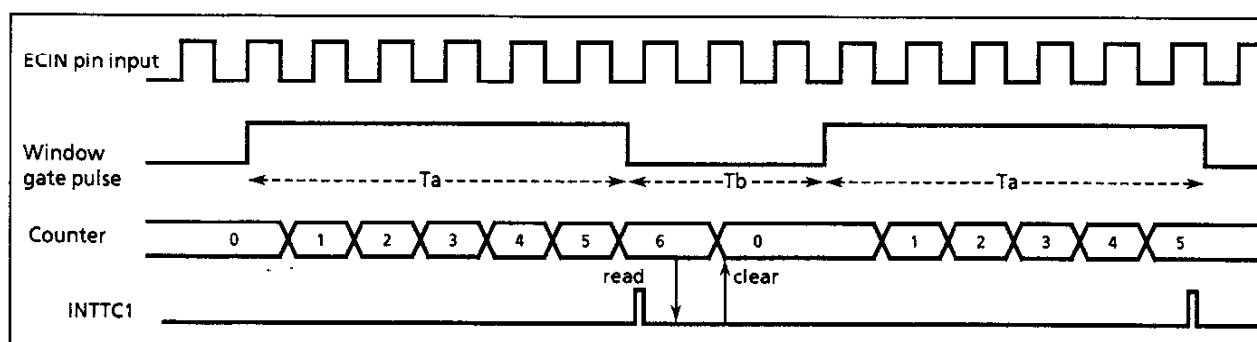 ECIN pin input
Window
gate pulse
Ta Tb Ta
Counter
0 1 2 3 4 5 6 0 1 2 3 4 5
read clear
INTTC1